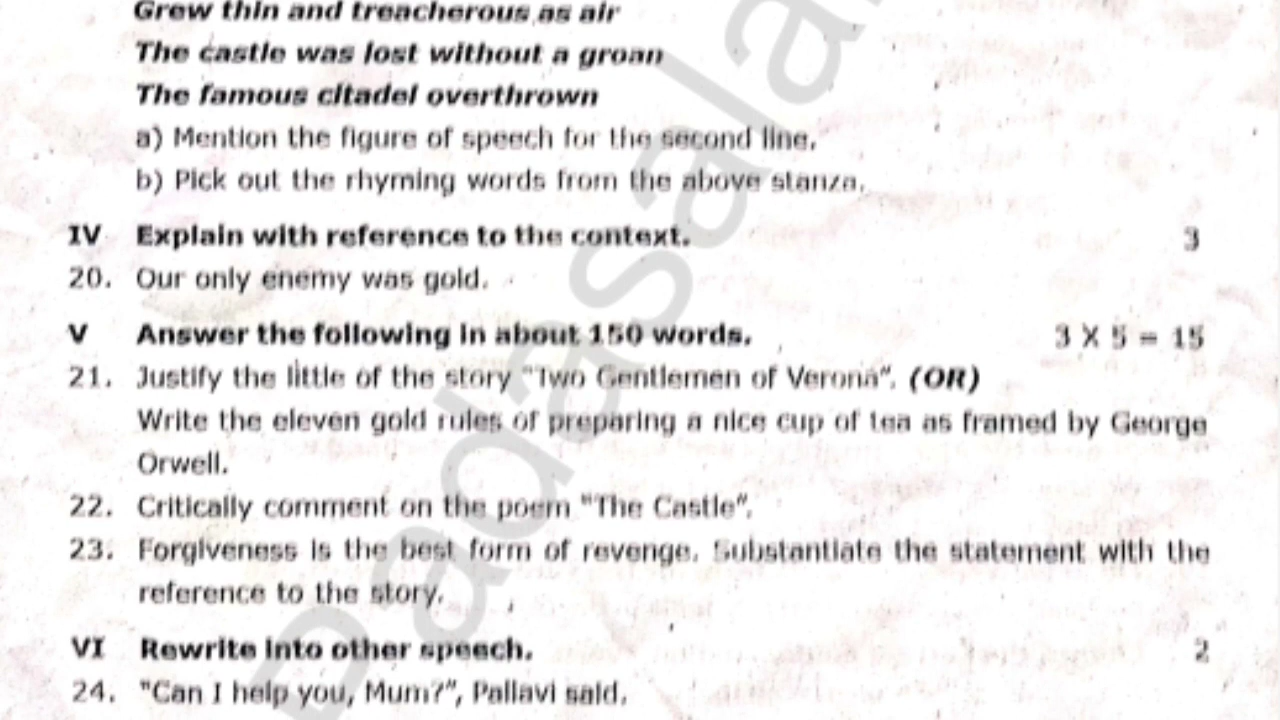 Grew thin and treacherous as air
The castle was lost without a groan
The famous citadel overthrown
a) Mention the figure of speech for the second line.
b) Pick out the rhyming words from the above stanza.
IV Explain with reference to the context. 3
20. Our only enemy was gold.
V Answer the following in about 150 words. 3 X 5 = 15
21. Justify the little of the story "Two Gentlemen of Verona". (OR)
Write the eleven gold rules of preparing a nice cup of tea as framed by George
Orwell.
22. Critically comment on the poem "The Castle".
23. Forgiveness is the best form of revenge. Substantiate the statement with the
reference to the story.
VI Rewrite into other speech. 2
24. "Can I help you, Mum?", Pallavi said.
Padasala